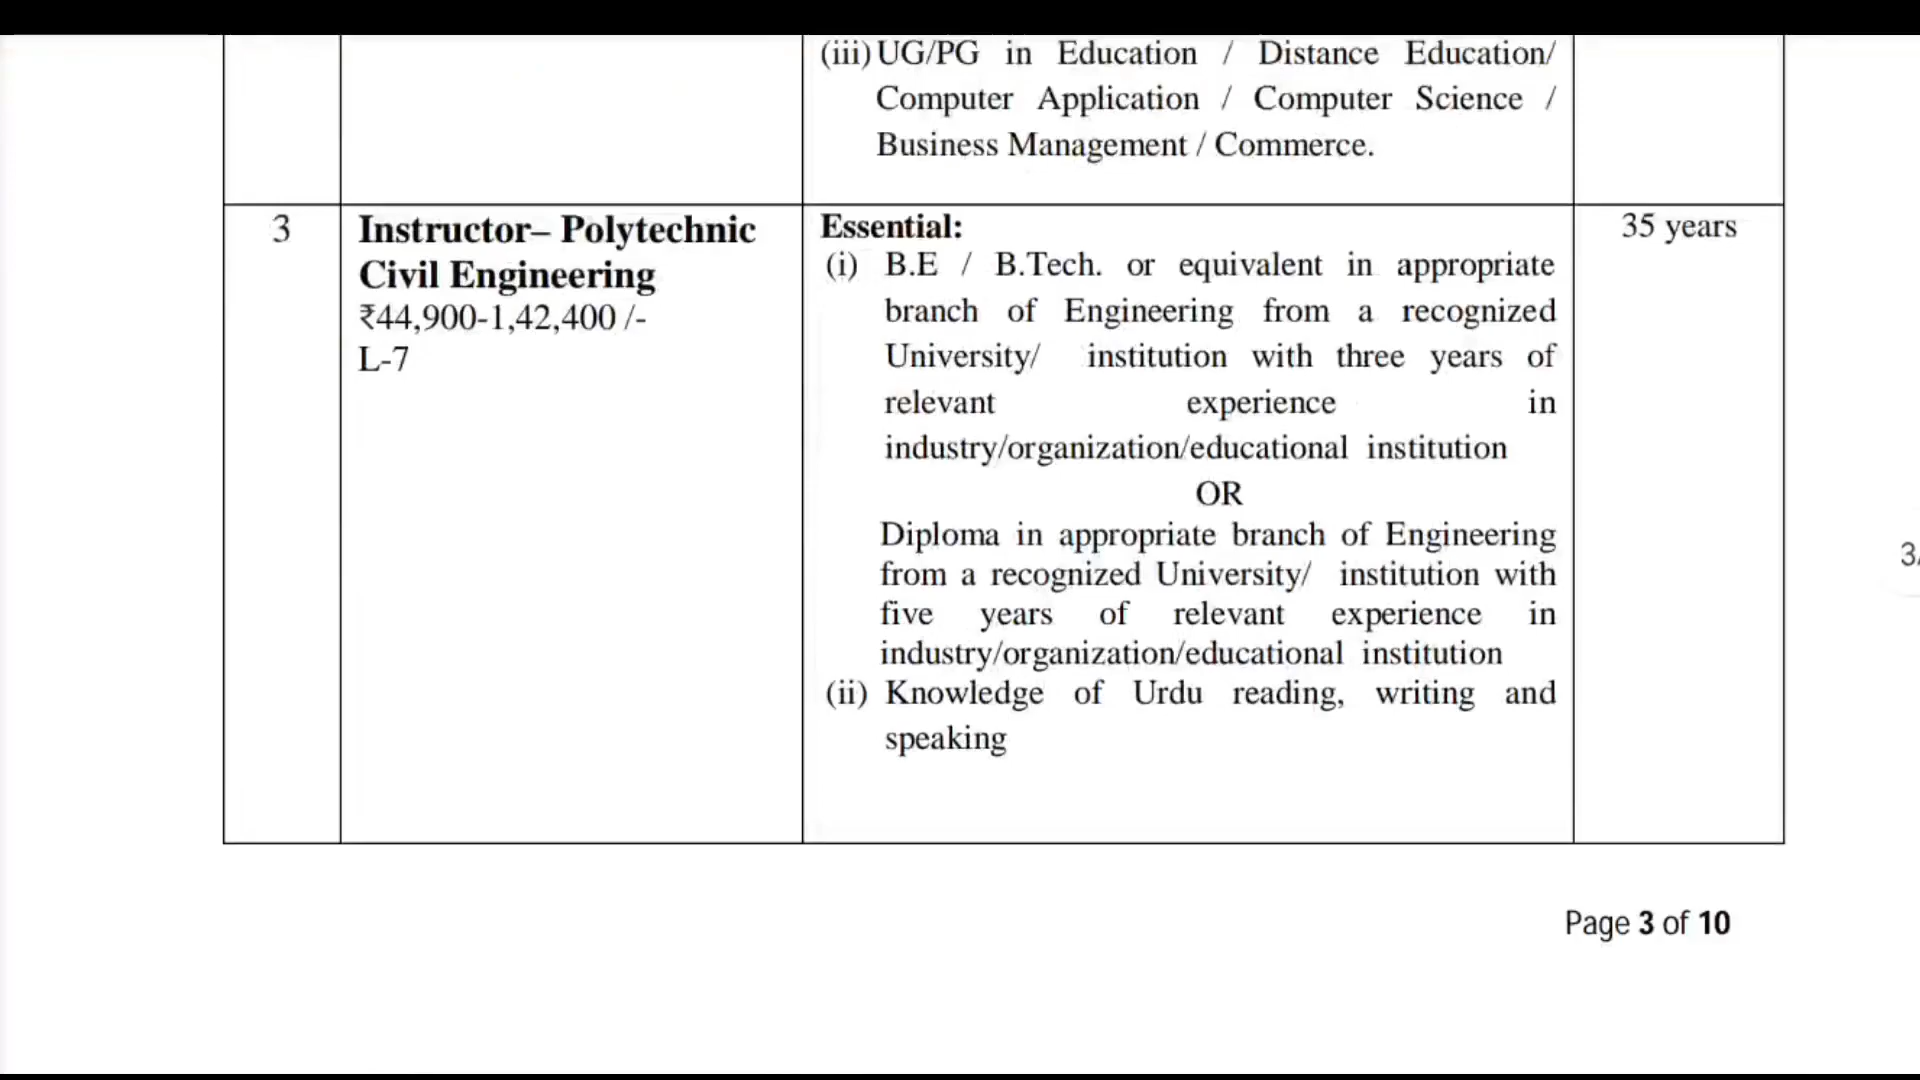 (iii) UG/PG in Education / Distance Education/
Computer Application / Computer Science /
Business Management / Commerce.
3
Instructor– Polytechnic
Civil Engineering
₹44,900-1,42,400 /-
L-7
Essential:
(i) B.E / B.Tech. or equivalent in appropriate
branch of Engineering from a recognized
University/ institution with three years of
relevant experience in
industry/organization/educational institution
OR
Diploma in appropriate branch of Engineering
from a recognized University/ institution with
five years of relevant experience in
industry/organization/educational institution
(ii) Knowledge of Urdu reading, writing and
speaking
35 years
Page 3 of 10